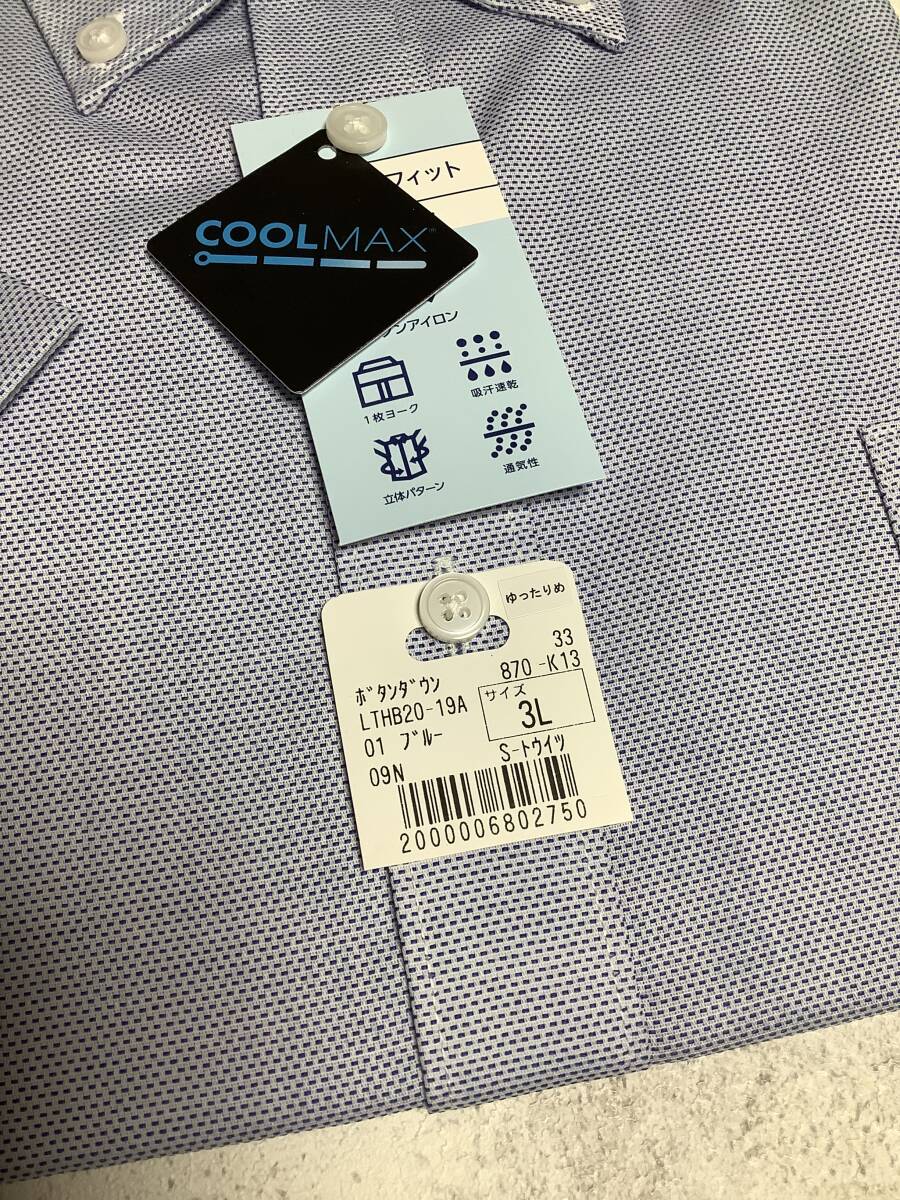 フィット
COOLMAX®
ンアイロン
1枚ヨーク
吸汗速乾
立体パターン
通気性
ゆったりめ
33
870 -K13
ﾎﾞﾀﾝﾀﾞｳﾝ
LTHB20-19A
サイズ
3L
01 ﾌﾞﾙｰ
S-ﾄｳｲﾂ
09N
2000006802750